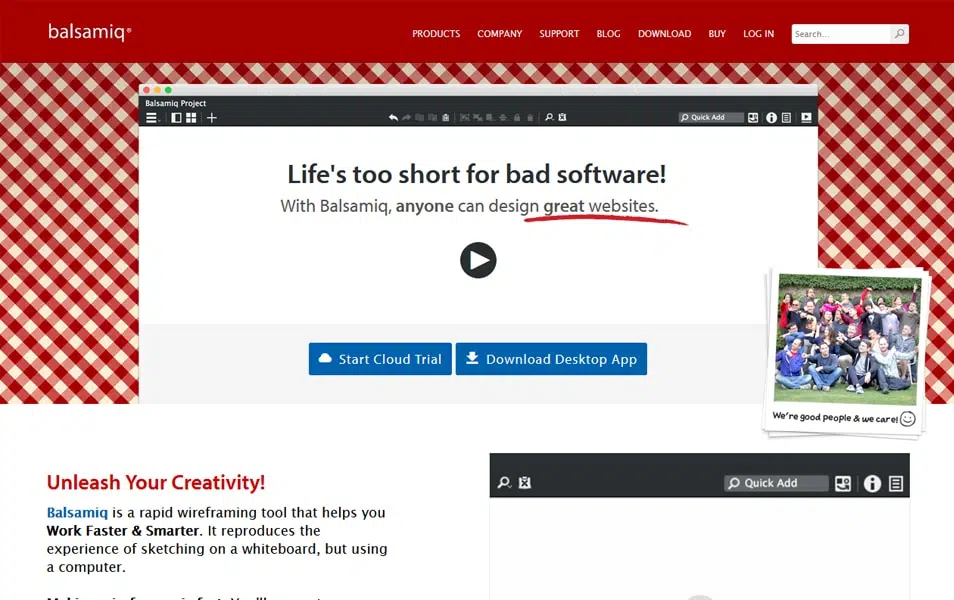 balsamiq®
PRODUCTS COMPANY SUPPORT BLOG DOWNLOAD BUY LOG IN Search...
Balsamiq Project
Quick Add
Life's too short for bad software!
With Balsamiq, anyone can design great websites.
Start Cloud Trial Download Desktop App
We're good people & we care!
Unleash Your Creativity!
Balsamiq is a rapid wireframing tool that helps you
Work Faster & Smarter. It reproduces the
experience of sketching on a whiteboard, but using
a computer.
Quick Add